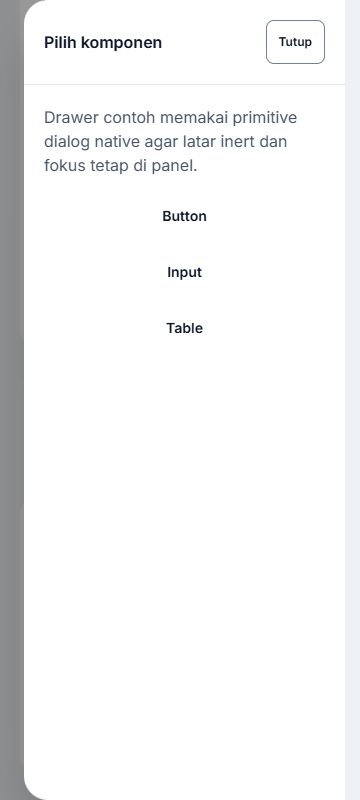 Pilih komponen
Tutup
Drawer contoh memakai primitive
dialog native agar latar inert dan
fokus tetap di panel.
Button
Input
Table